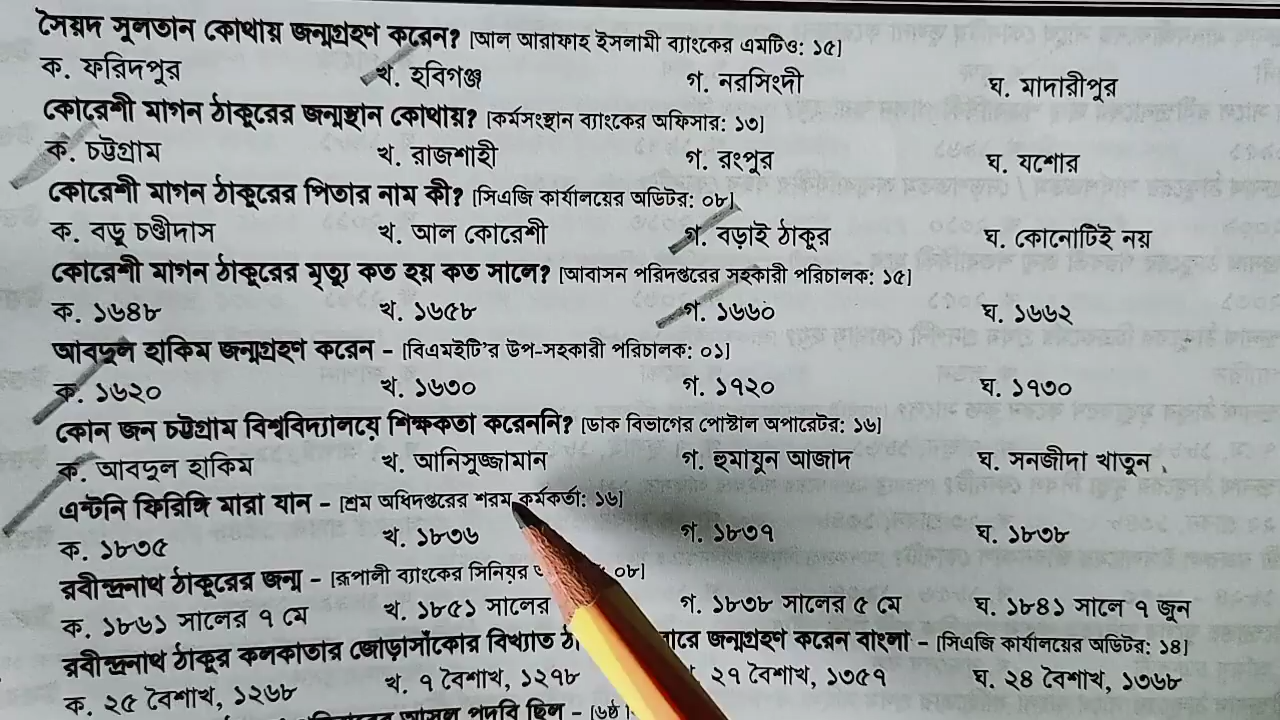 সৈয়দ সুলতান কোথায় জন্মগ্রহণ করেন? [আল আরাফাহ ইসলামী ব্যাংকের এমটিও: ১৫]
ক. ফরিদপুর খ. হবিগঞ্জ গ. নরসিংদী ঘ. মাদারীপুর
কোরেশী মাগন ঠাকুরের জন্মস্থান কোথায়? [কর্মসংস্থান ব্যাংকের অফিসার: ১৩]
ক. চট্টগ্রাম খ. রাজশাহী গ. রংপুর ঘ. যশোর
কোরেশী মাগন ঠাকুরের পিতার নাম কী? [সিএজি কার্যালয়ের অডিটর: ০৮]
ক. বড়ু চণ্ডীদাস খ. আল কোরেশী গ. বড়াই ঠাকুর ঘ. কোনোটিই নয়
কোরেশী মাগন ঠাকুরের মৃত্যু কত হয় কত সালে? [আবাসন পরিদপ্তরের সহকারী পরিচালক: ১৫]
ক. ১৬৪৮ খ. ১৬৫৮ গ. ১৬৬০ ঘ. ১৬৬২
আবদুল হাকিম জন্মগ্রহণ করেন – [বিএমইটি'র উপ-সহকারী পরিচালক: ০১]
ক. ১৬২০ খ. ১৬৩০ গ. ১৭২০ ঘ. ১৭৩০
কোন জন চট্টগ্রাম বিশ্ববিদ্যালয়ে শিক্ষকতা করেননি? [ডাক বিভাগের পোস্টাল অপারেটর: ১৬]
ক. আবদুল হাকিম খ. আনিসুজ্জামান গ. হুমায়ুন আজাদ ঘ. সনজীদা খাতুন
এন্টনি ফিরিঙ্গি মারা যান – [শ্রম অধিদপ্তরের শরম কর্মকর্তা: ১৬]
ক. ১৮৩৫ খ. ১৮৩৬ গ. ১৮৩৭ ঘ. ১৮৩৮
রবীন্দ্রনাথ ঠাকুরের জন্ম – [রূপালী ব্যাংকের সিনিয়র ০৮]
ক. ১৮৬১ সালের ৭ মে খ. ১৮৫১ সালের গ. ১৮৩৮ সালের ৫ মে ঘ. ১৮৪১ সালে ৭ জুন
রবীন্দ্রনাথ ঠাকুর কলকাতার জোড়াসাঁকোর বিখ্যাত জন্মগ্রহণ করেন বাংলা – [সিএজি কার্যালয়ের অডিটর: ১৪]
ক. ২৫ বৈশাখ, ১২৬৮ খ. ৭ বৈশাখ, ১২৭৮ ২৭ বৈশাখ, ১৩৫৭ ঘ. ২৪ বৈশাখ, ১৩৬৮
আসল পদবি ছিল – [৬ষ্ঠ